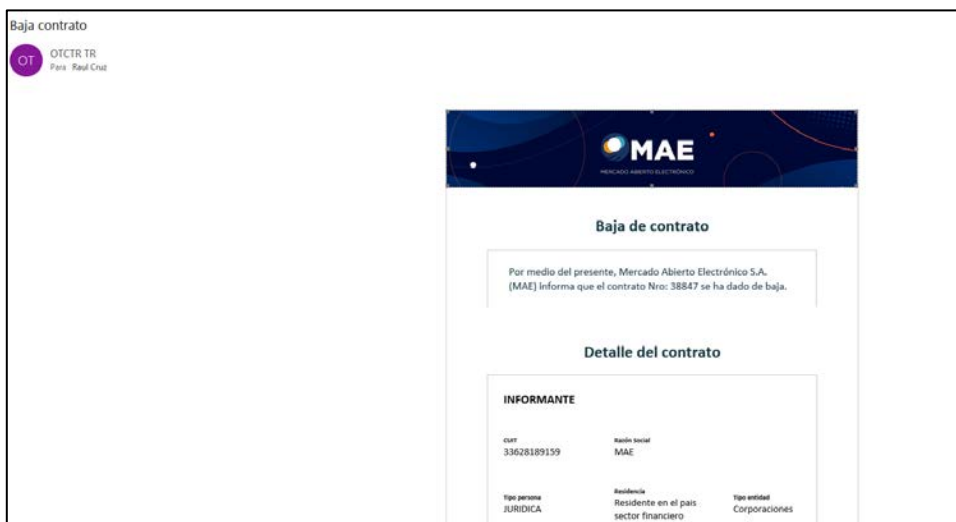 Baja contrato
OT
OTCTR TR
Para Raul Cruz
MAE
MERCADO ABIERTO ELECTRÓNICO
Baja de contrato
Por medio del presente, Mercado Abierto Electrónico S.A.
(MAE) informa que el contrato Nro: 38847 se ha dado de baja.
Detalle del contrato
INFORMANTE
CUIT
33628189159
Razón Social
MAE
Tipo persona
JURIDICA
Residencia
Residente en el pais
sector financiero
Tipo entidad
Corporaciones